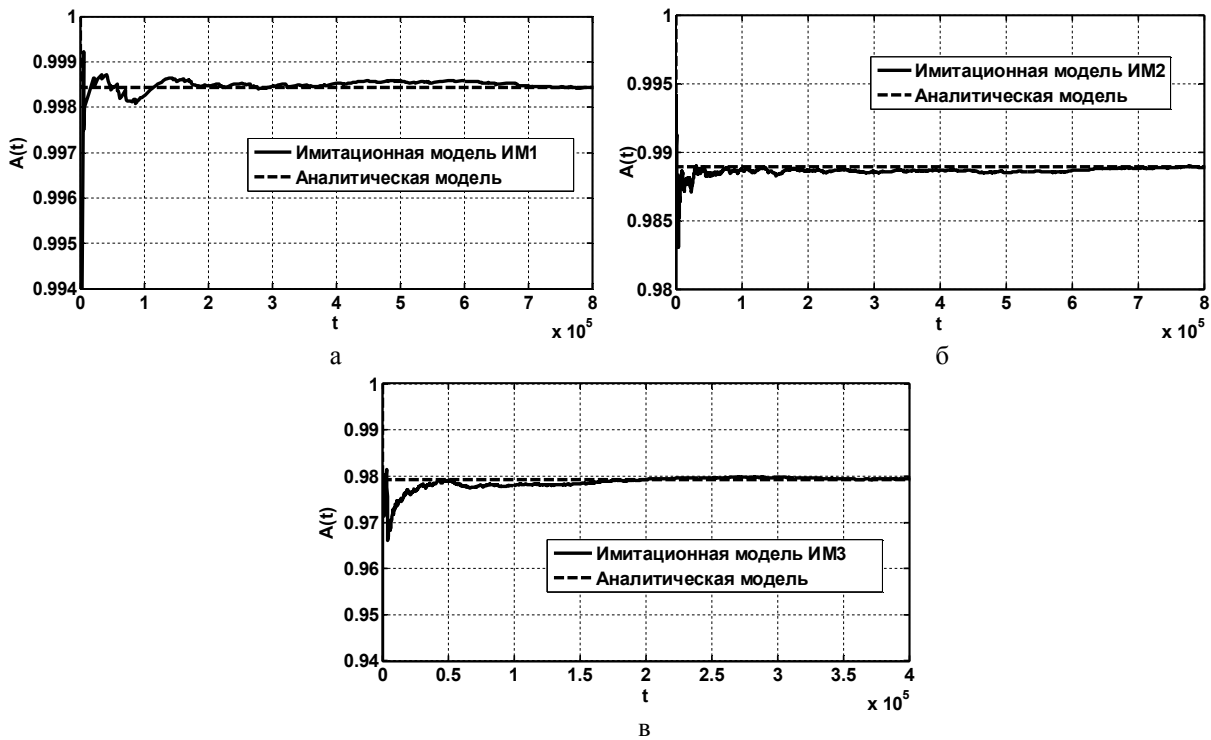 1
0.999
0.998
0.997
0.996
0.995
0.994
A(t)
Имитационная модель ИМ1
Аналитическая модель
0 1 2 3 4 5 6 7 8
t
x 10^5
а
1
0.995
0.99
0.985
0.98
A(t)
Имитационная модель ИМ2
Аналитическая модель
0 1 2 3 4 5 6 7 8
t
x 10^5
б
1
0.99
0.98
0.97
0.96
0.95
0.94
A(t)
Имитационная модель ИМ3
Аналитическая модель
0 0.5 1 1.5 2 2.5 3 3.5 4
t
x 10^5
в